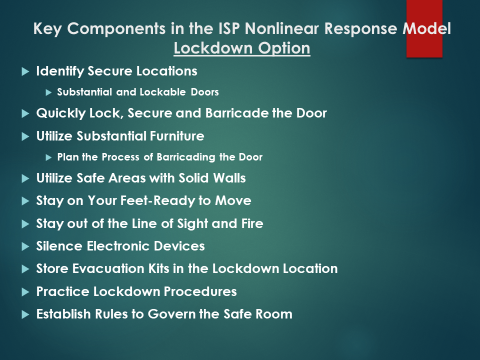 Key Components in the ISP Nonlinear Response Model
Lockdown Option
Identify Secure Locations
Substantial and Lockable Doors
Quickly Lock, Secure and Barricade the Door
Utilize Substantial Furniture
Plan the Process of Barricading the Door
Utilize Safe Areas with Solid Walls
Stay on Your Feet-Ready to Move
Stay out of the Line of Sight and Fire
Silence Electronic Devices
Store Evacuation Kits in the Lockdown Location
Practice Lockdown Procedures
Establish Rules to Govern the Safe Room